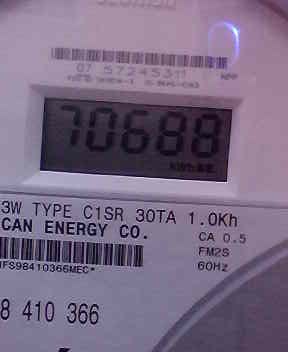 07 57245311
70688
3W TYPE C1SR 30TA 1.0Kh
CAN ENERGY CO.
CA 0.5
FM2S
60Hz
IFS98410366MEC*
8 410 366